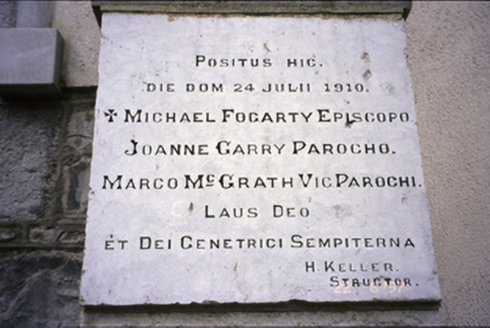 POSITUS HIC.
DIE DOM 24 JULII 1910.
✠ MICHAEL FOGARTY EPISCOPO.
JOANNE GARRY PAROCHO.
MARCO McGRATH VIC. PAROCHI.
LAUS DEO
ET DEI GENETRICI SEMPITERNA
H. KELLER.
STRUCTOR.